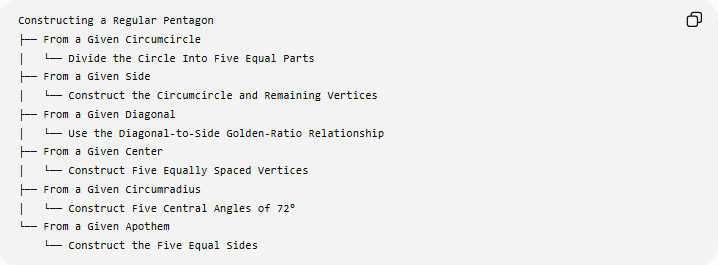 Constructing a Regular Pentagon
├── From a Given Circumcircle
│   └── Divide the Circle Into Five Equal Parts
├── From a Given Side
│   └── Construct the Circumcircle and Remaining Vertices
├── From a Given Diagonal
│   └── Use the Diagonal-to-Side Golden-Ratio Relationship
├── From a Given Center
│   └── Construct Five Equally Spaced Vertices
├── From a Given Circumradius
│   └── Construct Five Central Angles of 72°
└── From a Given Apothem
    └── Construct the Five Equal Sides